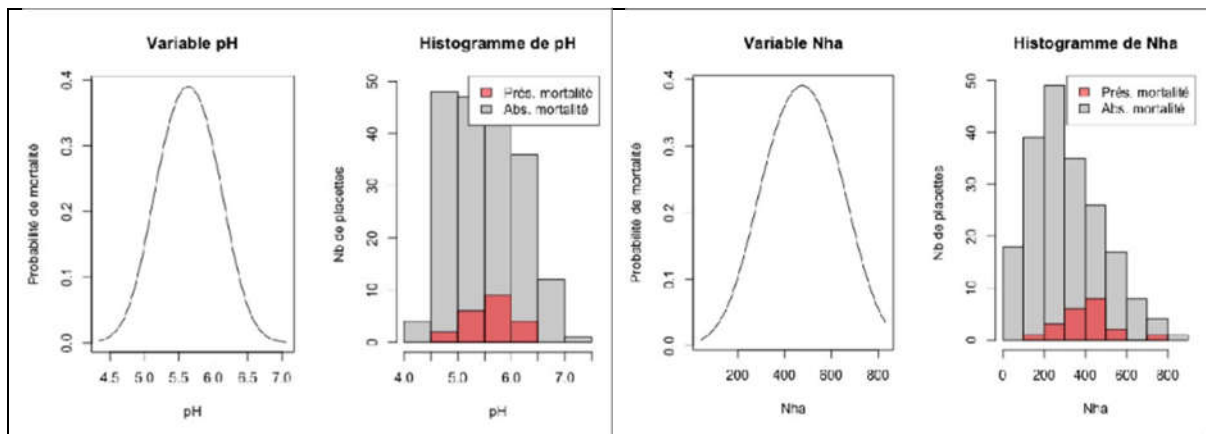 Variable pH
Probabilité de mortalité
0.0 0.1 0.2 0.3 0.4
4.5 5.0 5.5 6.0 6.5 7.0
pH
Histogramme de pH
Prés. mortalité
Abs. mortalité
Nb de placettes
0 10 20 30 40 50
4.0 5.0 6.0 7.0
pH
Variable Nha
Probabilité de mortalité
0.0 0.1 0.2 0.3 0.4
200 400 600 800
Nha
Histogramme de Nha
Prés. mortalité
Abs. mortalité
Nb de placettes
0 10 20 30 40 50
0 200 400 600 800
Nha